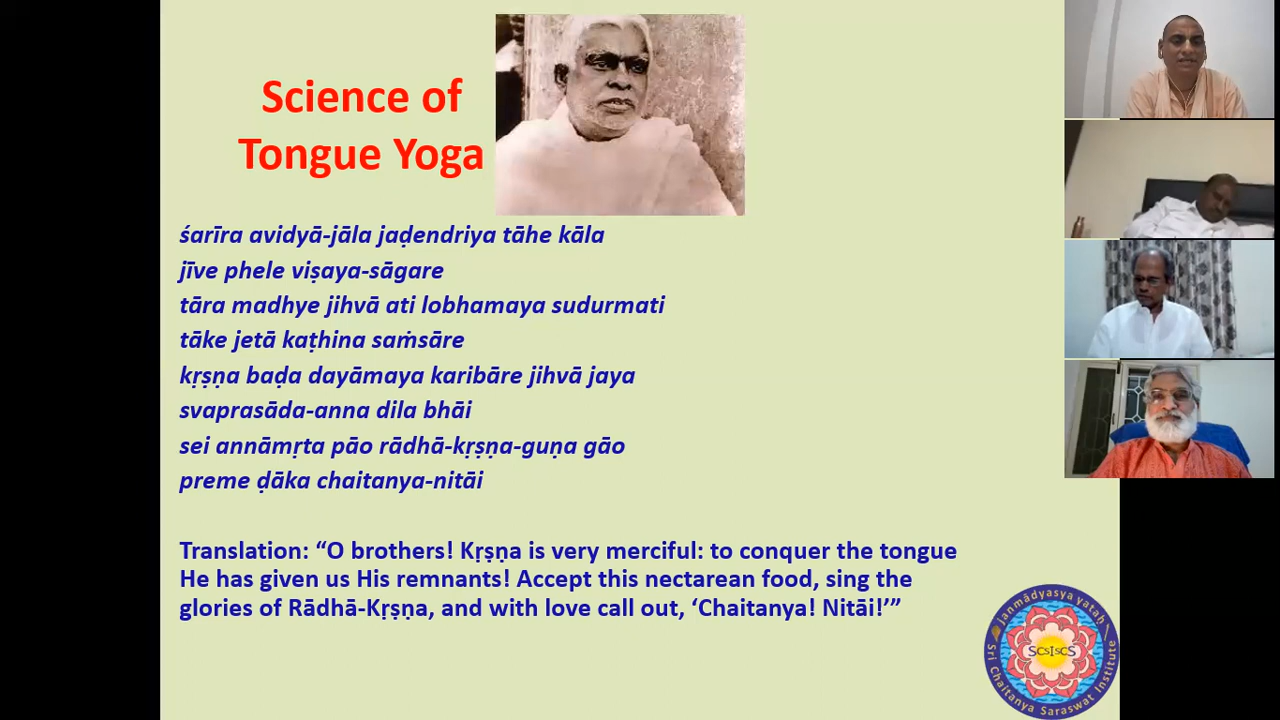 Science of
Tongue Yoga
śarīra avidyā-jāla jaḍendriya tāhe kāla
jīve phele viṣaya-sāgare
tāra madhye jihvā ati lobhamaya sudurmati
tāke jetā kaṭhina saṁsāre
kṛṣṇa baḍa dayāmaya karibāre jihvā jaya
svaprasāda-anna dila bhāi
sei annāmṛta pāo rādhā-kṛṣṇa-guṇa gāo
preme ḍāka chaitanya-nitāi
Translation: “O brothers! Kṛṣṇa is very merciful: to conquer the tongue
He has given us His remnants! Accept this nectarean food, sing the
glories of Rādhā-Kṛṣṇa, and with love call out, ‘Chaitanya! Nitāi!’”
janmādyasya yataḥ
SCSISCS
Sri Chaitanya Saraswat Institute